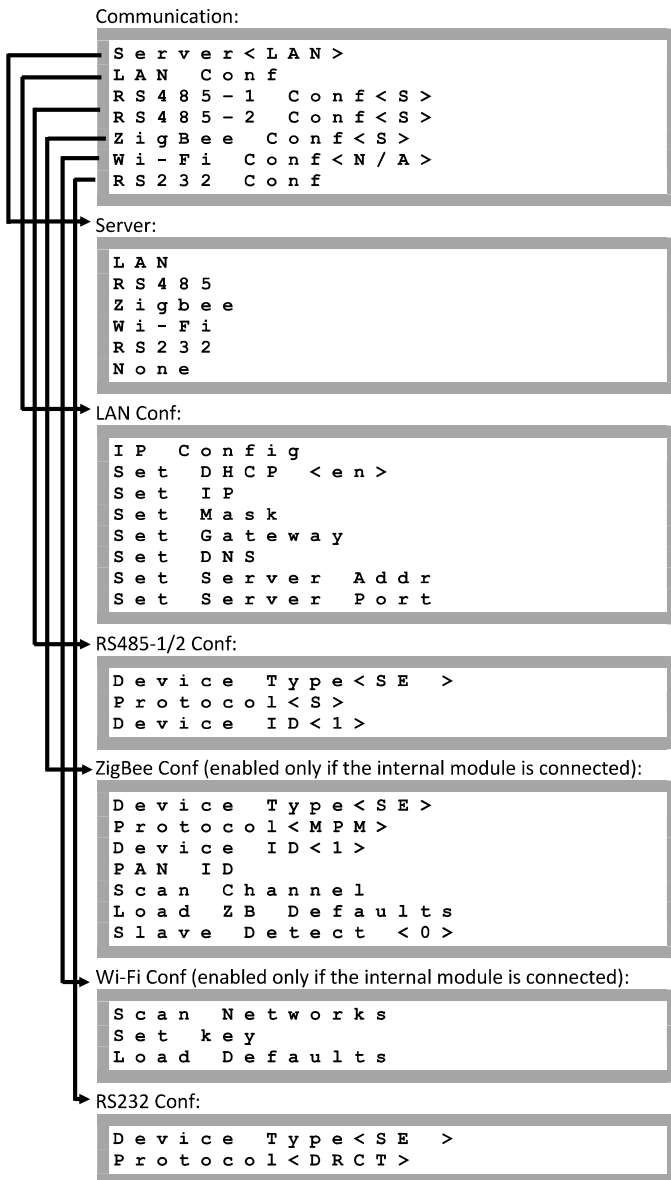 Communication:
Server<LAN>
LAN Conf
RS485-1 Conf<S>
RS485-2 Conf<S>
ZigBee Conf<S>
Wi-Fi Conf<N/A>
RS232 Conf
Server:
LAN
RS485
Zigbee
Wi-Fi
RS232
None
LAN Conf:
IP Config
Set DHCP <en>
Set IP
Set Mask
Set Gateway
Set DNS
Set Server Addr
Set Server Port
RS485-1/2 Conf:
Device Type<SE >
Protocol<S>
Device ID<1>
ZigBee Conf (enabled only if the internal module is connected):
Device Type<SE>
Protocol<MPM>
Device ID<1>
PAN ID
Scan Channel
Load ZB Defaults
Slave Detect <0>
Wi-Fi Conf (enabled only if the internal module is connected):
Scan Networks
Set key
Load Defaults
RS232 Conf:
Device Type<SE >
Protocol<DRCT>